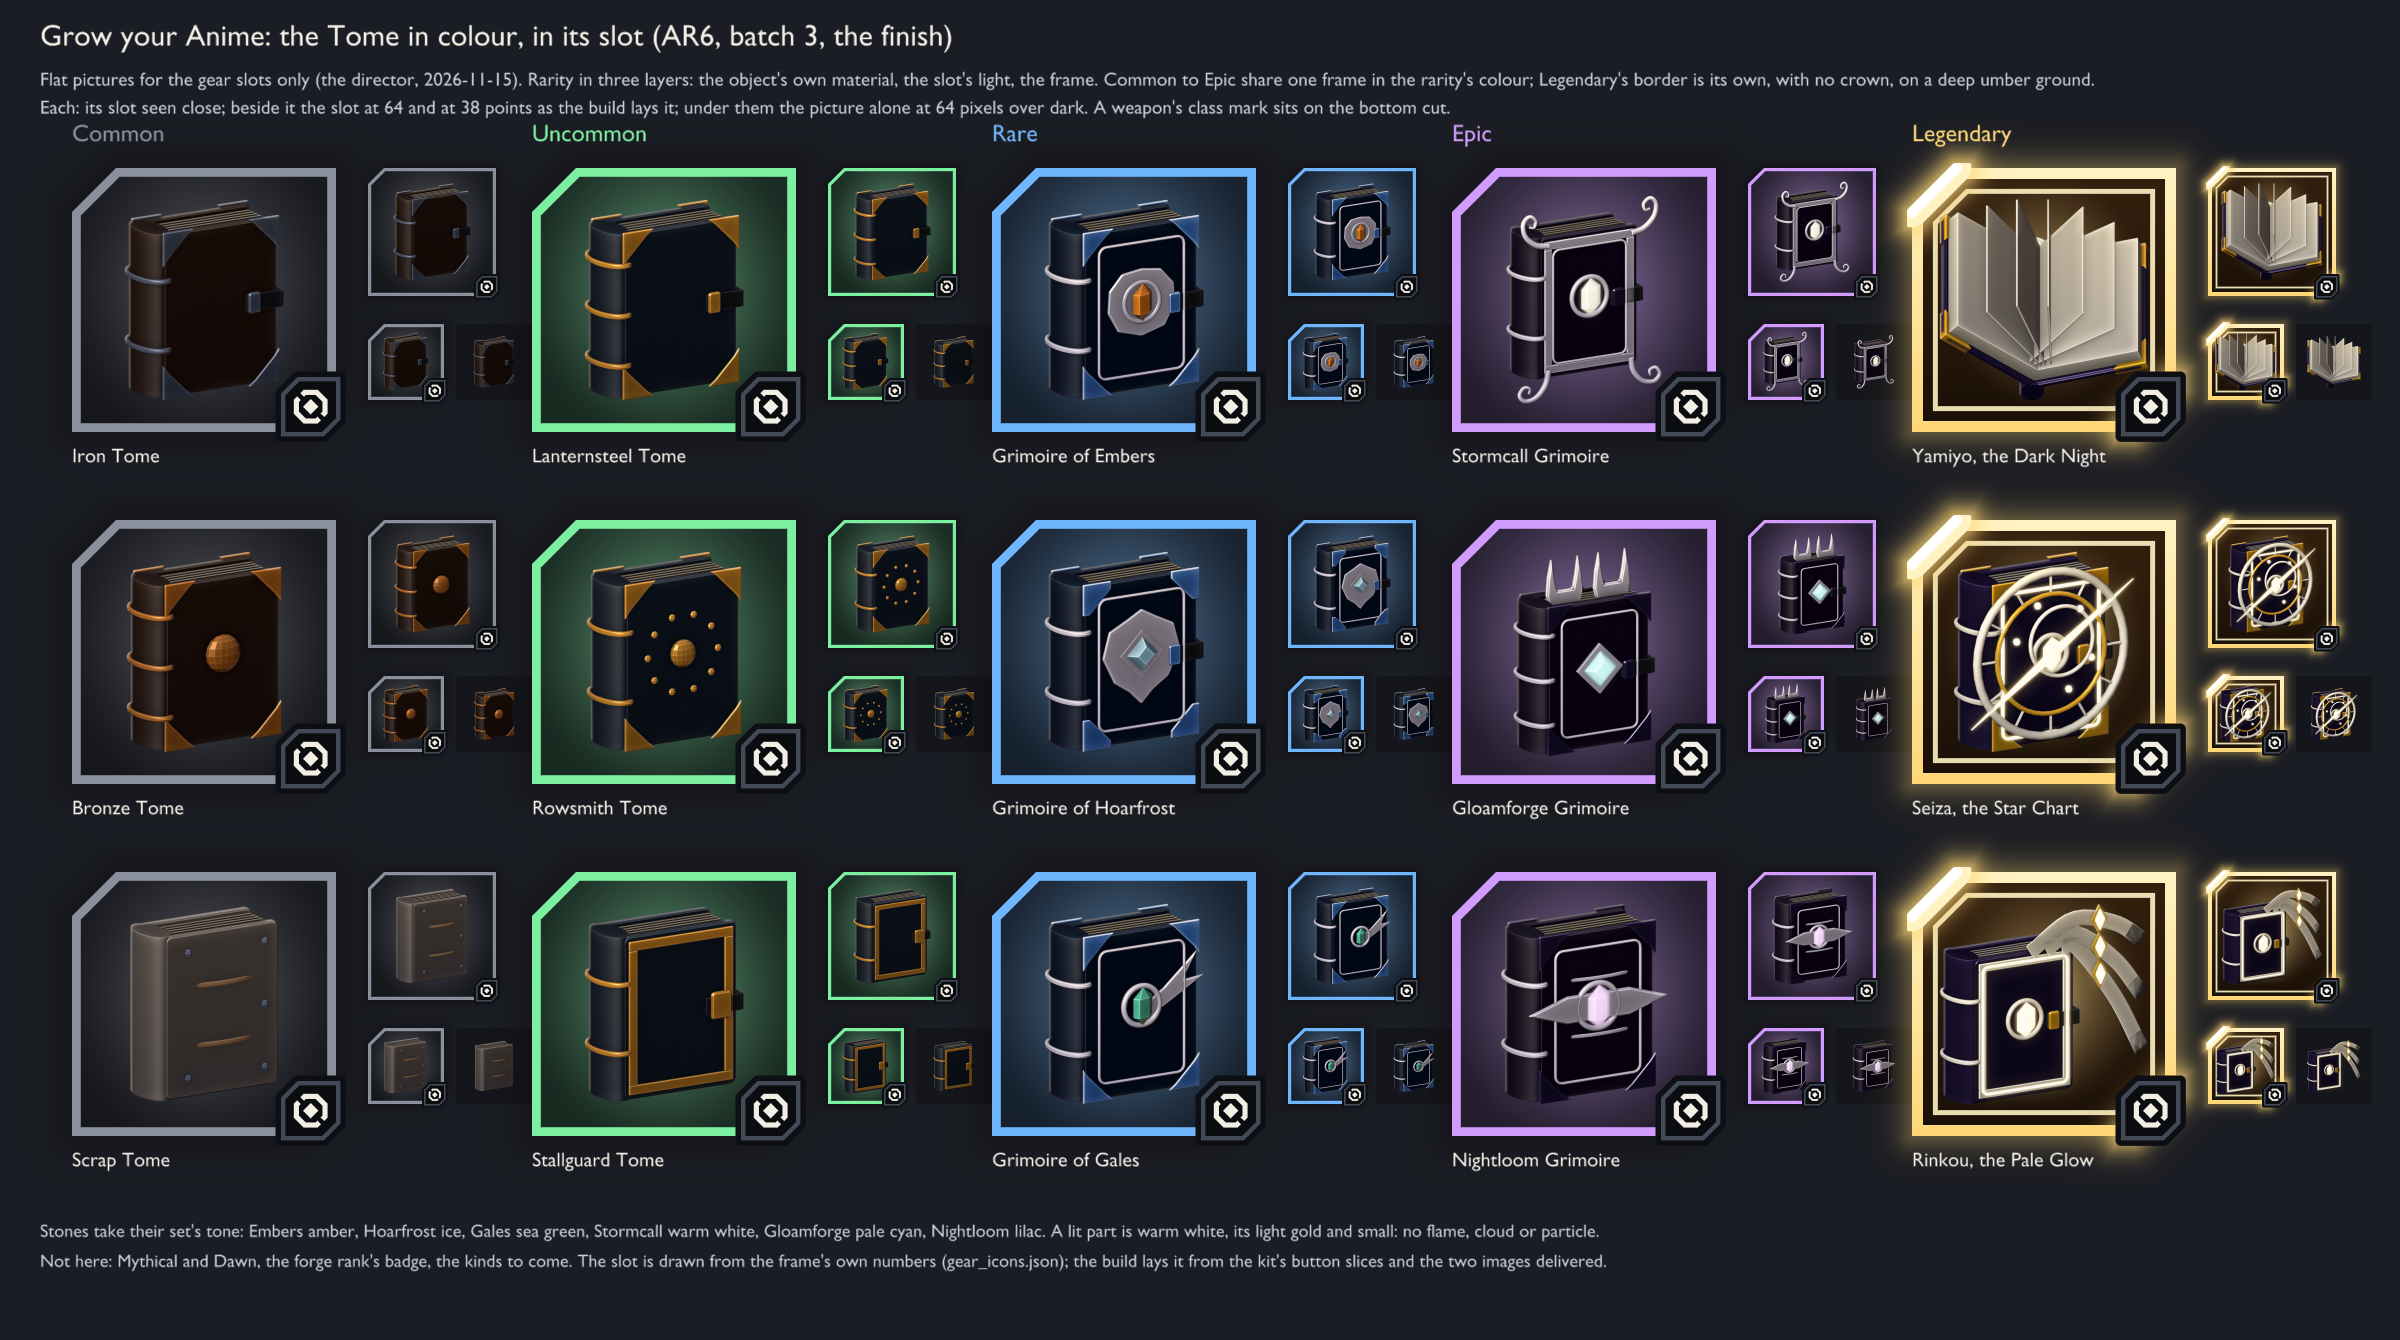 Grow your Anime: the Tome in colour, in its slot (AR6, batch 3, the finish)
Flat pictures for the gear slots only (the director, 2026-11-15). Rarity in three layers: the object's own material, the slot's light, the frame. Common to Epic share one frame in the rarity's colour; Legendary's border is its own, with no crown, on a deep umber ground.
Each: its slot seen close; beside it the slot at 64 and at 38 points as the build lays it; under them the picture alone at 64 pixels over dark. A weapon's class mark sits on the bottom cut.
Common
Uncommon
Rare
Epic
Legendary
Iron Tome
Lanternsteel Tome
Grimoire of Embers
Stormcall Grimoire
Yamiyo, the Dark Night
Bronze Tome
Rowsmith Tome
Grimoire of Hoarfrost
Gloamforge Grimoire
Seiza, the Star Chart
Scrap Tome
Stallguard Tome
Grimoire of Gales
Nightloom Grimoire
Rinkou, the Pale Glow
Stones take their set's tone: Embers amber, Hoarfrost ice, Gales sea green, Stormcall warm white, Gloamforge pale cyan, Nightloom lilac. A lit part is warm white, its light gold and small: no flame, cloud or particle.
Not here: Mythical and Dawn, the forge rank's badge, the kinds to come. The slot is drawn from the frame's own numbers (gear_icons.json); the build lays it from the kit's button slices and the two images delivered.